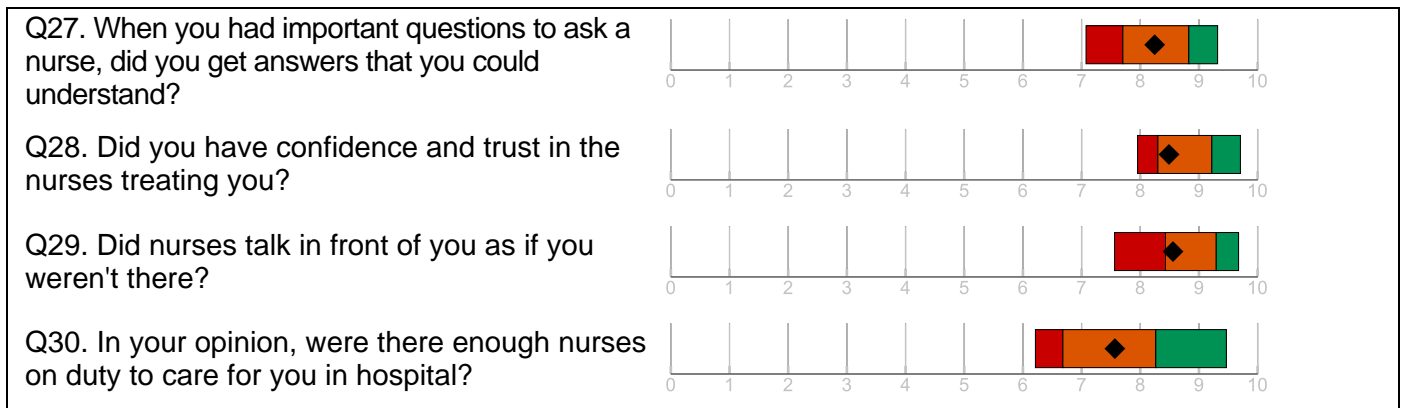 Q27. When you had important questions to ask a
nurse, did you get answers that you could
understand?
0 1 2 3 4 5 6 7 8 9 10
Q28. Did you have confidence and trust in the
nurses treating you?
0 1 2 3 4 5 6 7 8 9 10
Q29. Did nurses talk in front of you as if you
weren't there?
0 1 2 3 4 5 6 7 8 9 10
Q30. In your opinion, were there enough nurses
on duty to care for you in hospital?
0 1 2 3 4 5 6 7 8 9 10